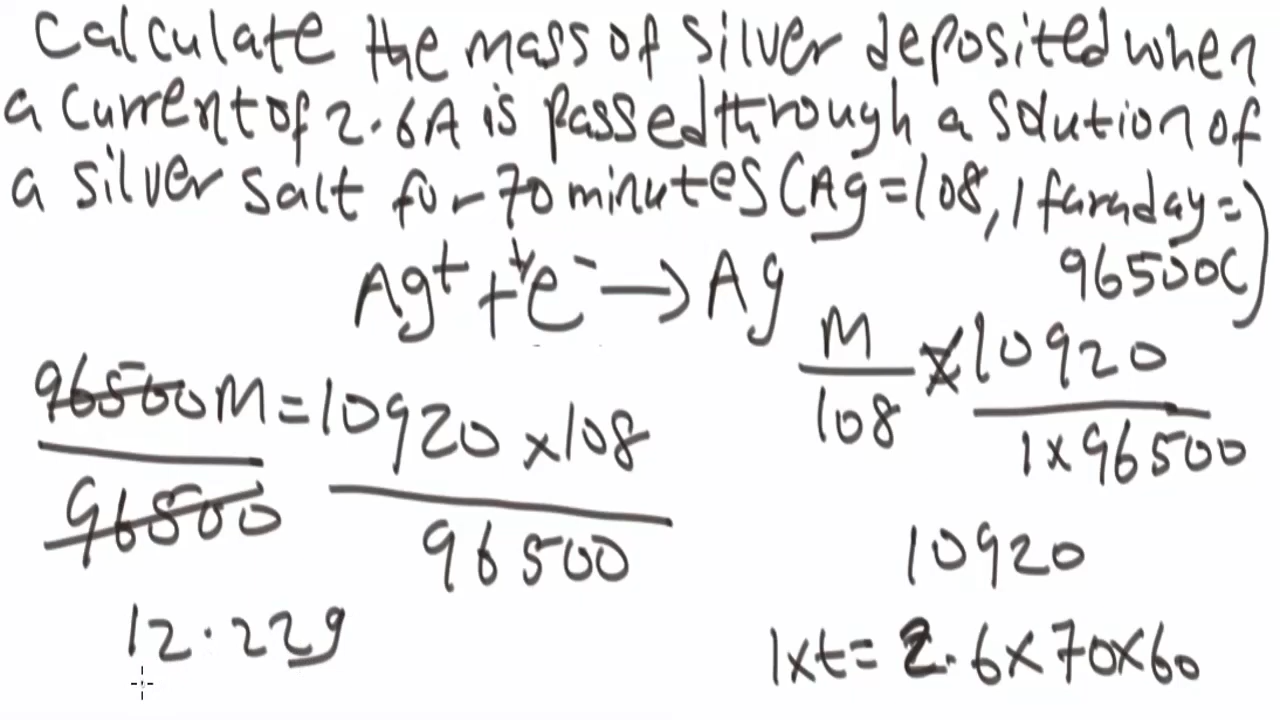 Calculate the mass of silver deposited when
a current of 2.6A is passed through a solution of
a silver salt for 70 minutes (Ag=108, 1 faraday=
96500C)
Ag⁺ + e⁻ → Ag
M/108 × 10920/1×96500
96500M/96500 = 10920×108/96500
10920
12.22g
1×t= 2.6×70×60